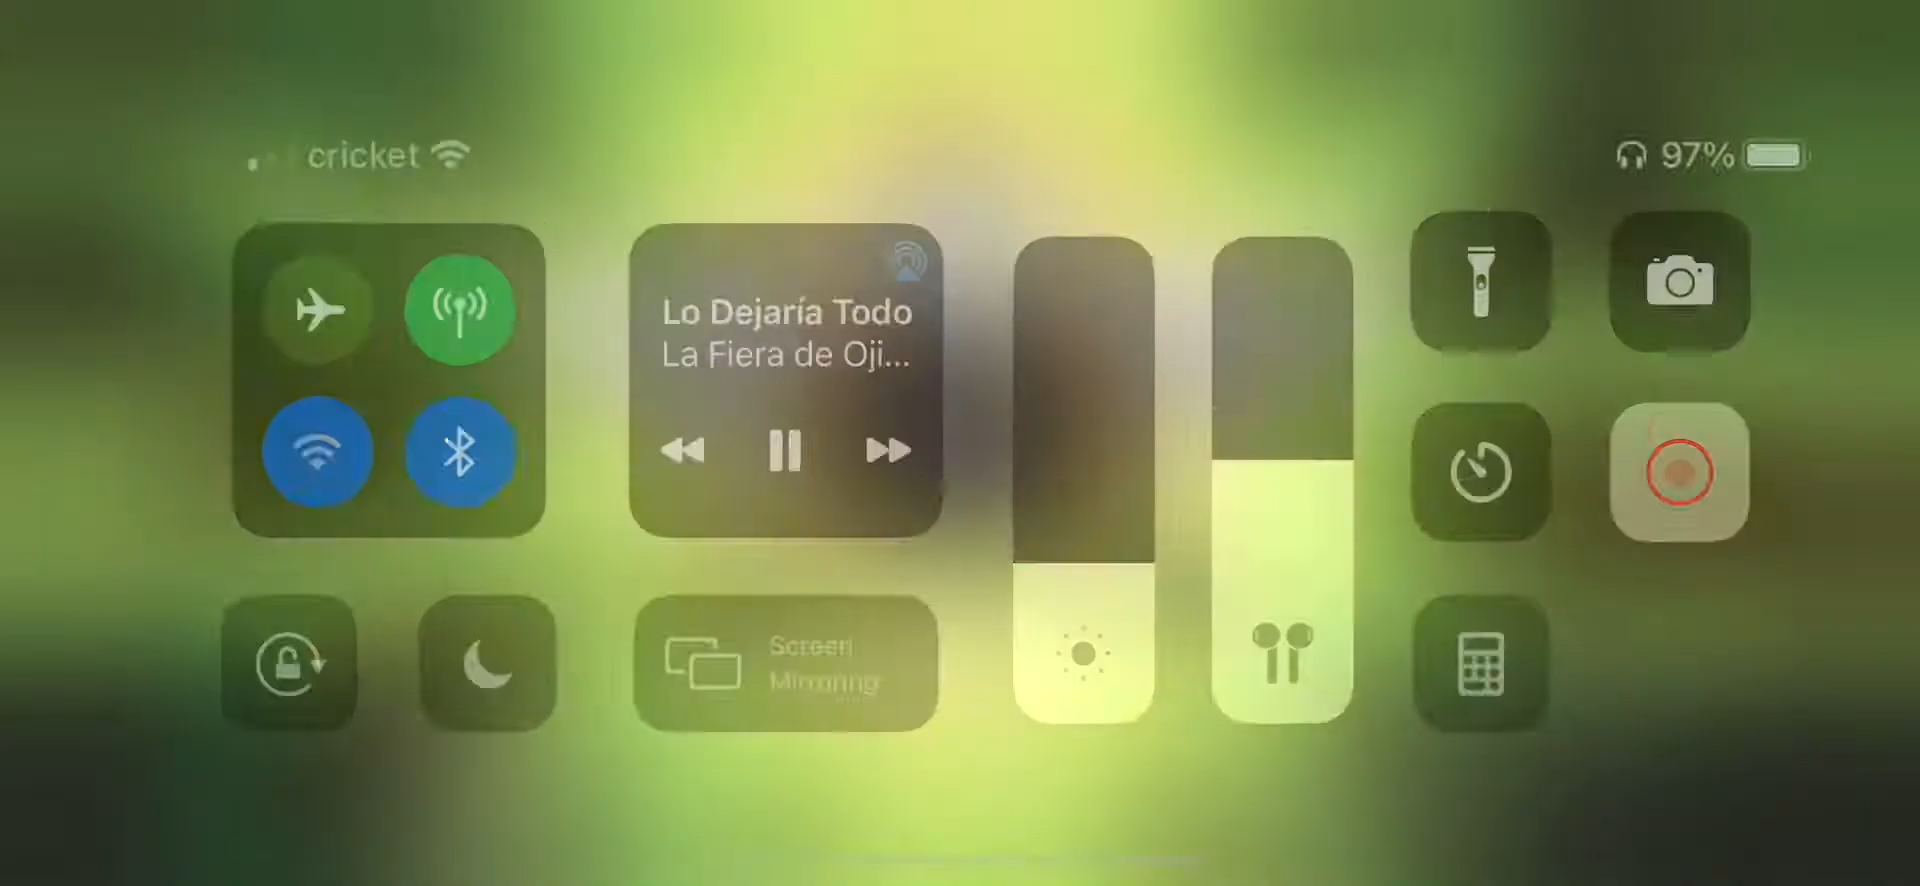 cricket
97%
Lo Dejaría Todo
La Fiera de Oji...
Screen
Mirroring